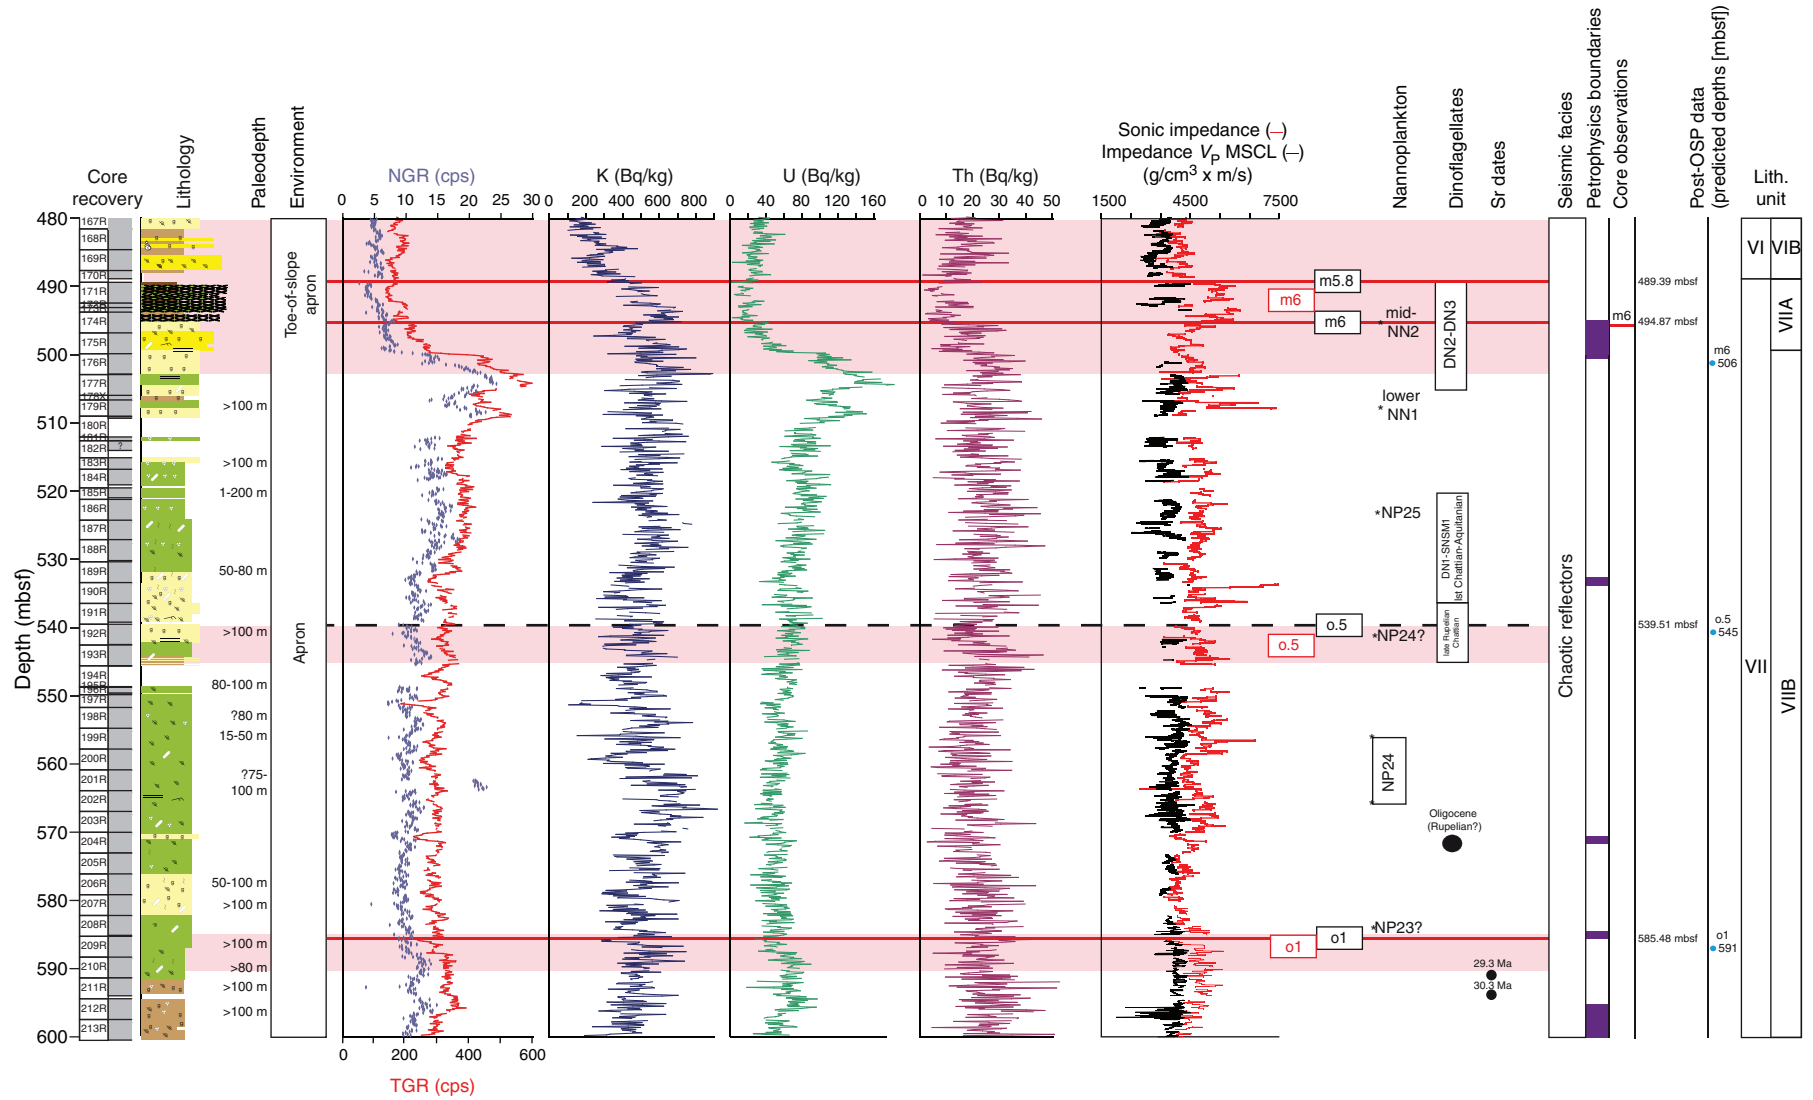 Sonic impedance (—)
Impedance VP MSCL (—)
(g/cm3 x m/s)
Core
recovery
Lithology
Paleodepth
Environment
NGR (cps)
K (Bq/kg)
U (Bq/kg)
Th (Bq/kg)
Nannoplankton
Dinoflagellates
Sr dates
Seismic facies
Petrophysics boundaries
Core observations
Post-OSP data
(predicted depths [mbsf])
Lith.
unit
0 5 10 15 20 25 30
0 200 400 600 800
0 40 80 120 160
0 10 20 30 40 50
1500 4500 7500
Depth (mbsf)
480
490
500
510
520
530
540
550
560
570
580
590
600
167R
168R
169R
170R
171R
174R
175R
176R
177R
179R
180R
182R
?
183R
184R
185R
186R
187R
188R
189R
190R
191R
192R
193R
194R
197R
198R
199R
200R
201R
202R
203R
204R
205R
206R
207R
208R
209R
210R
211R
212R
213R
>100 m
>100 m
1-200 m
50-80 m
>100 m
80-100 m
?80 m
15-50 m
?75-
100 m
50-100 m
>100 m
>100 m
>80 m
>100 m
>100 m
Toe-of-slope
apron
Apron
m5.8
m6
m6
o.5
o.5
o1
o1
mid-
*NN2
lower
*NN1
*NP25
*NP24?
*
NP24
*
*NP23?
DN2-DN3
DN1-SNSM1
lst Chattian-Aquitanian
late Rupelian
Chattian
Oligocene
(Rupelian?)
29.3 Ma
30.3 Ma
Chaotic reflectors
m6
489.39 mbsf
494.87 mbsf
539.51 mbsf
585.48 mbsf
m6
506
o.5
545
o1
591
VI
VIB
VIIA
VII
VIIB
0 200 400 600
TGR (cps)